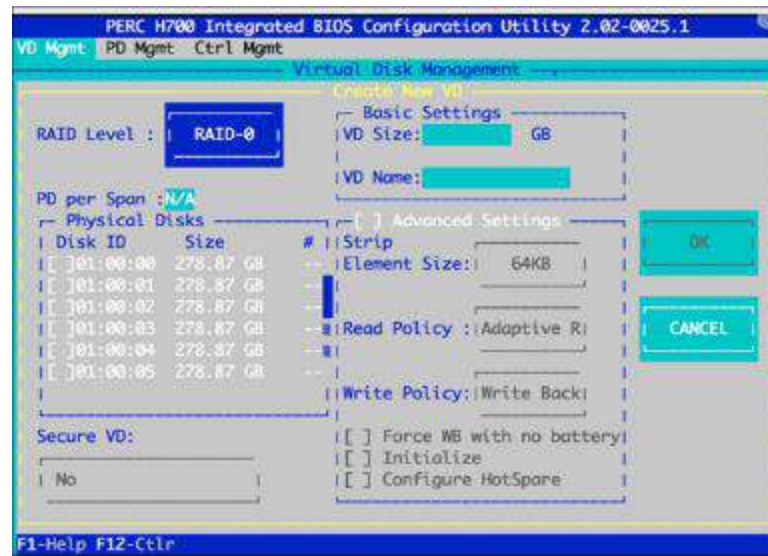 PERC H700 Integrated BIOS Configuration Utility 2.02-0025.1
VD Mgmt PD Mgmt Ctrl Mgmt
Virtual Disk Management
Create New VD
RAID Level : RAID-0
Basic Settings
VD Size: GB
VD Name:
PD per Span :N/A
Physical Disks
Disk ID Size #
[ ]01:00:00 278.87 GB --
[ ]01:00:01 278.87 GB --
[ ]01:00:02 278.87 GB --
[ ]01:00:03 278.87 GB --
[ ]01:00:04 278.87 GB --
[ ]01:00:05 278.87 GB --
Secure VD:
No
[ ] Advanced Settings
Strip
Element Size: 64KB
Read Policy : Adaptive R
Write Policy: Write Back
[ ] Force WB with no battery
[ ] Initialize
[ ] Configure HotSpare
OK
CANCEL
F1-Help F12-Ctlr